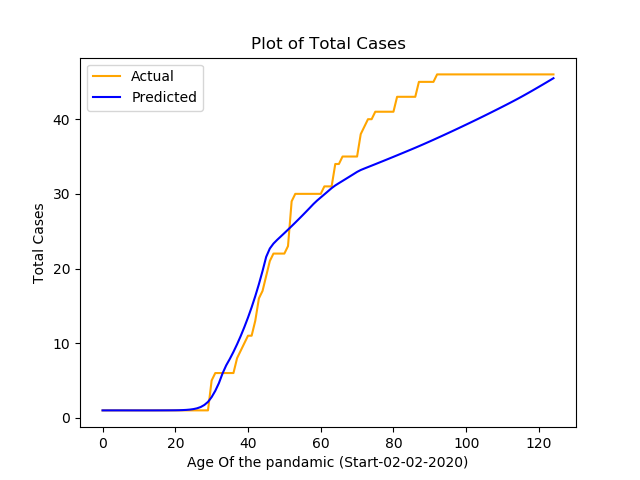 Plot of Total Cases
Actual
Predicted
Total Cases
40
30
20
10
0
0 20 40 60 80 100 120
Age Of the pandamic (Start-02-02-2020)